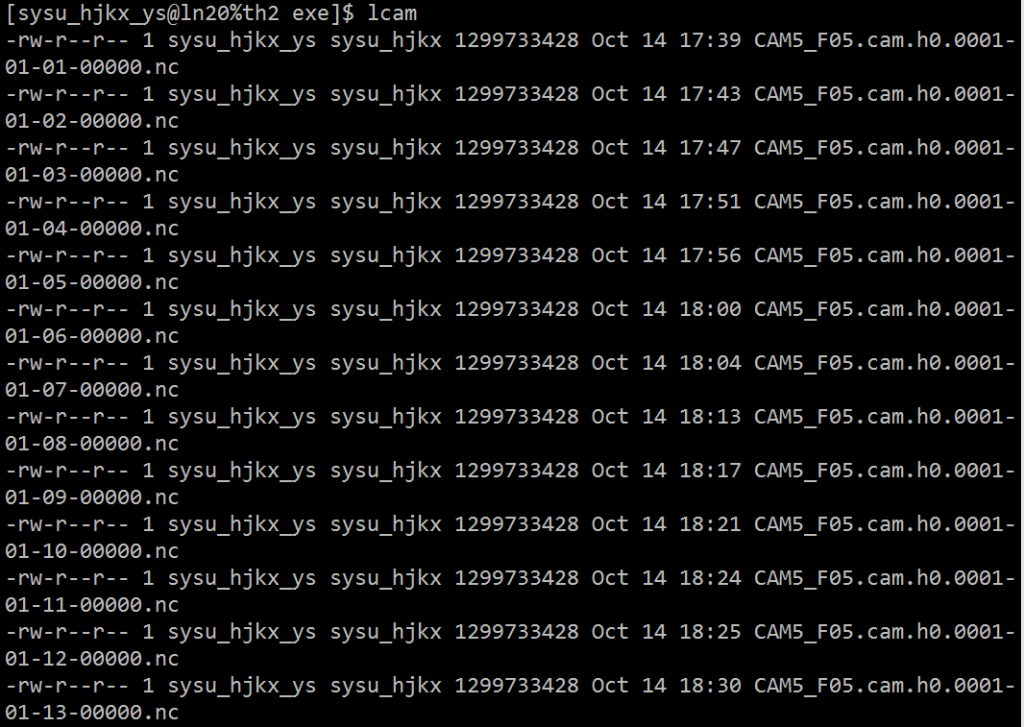 [sysu_hjkx_ys@ln20%th2 exe]$ lcam
-rw-r--r-- 1 sysu_hjkx_ys sysu_hjkx 1299733428 Oct 14 17:39 CAM5_F05.cam.h0.0001-
01-01-00000.nc
-rw-r--r-- 1 sysu_hjkx_ys sysu_hjkx 1299733428 Oct 14 17:43 CAM5_F05.cam.h0.0001-
01-02-00000.nc
-rw-r--r-- 1 sysu_hjkx_ys sysu_hjkx 1299733428 Oct 14 17:47 CAM5_F05.cam.h0.0001-
01-03-00000.nc
-rw-r--r-- 1 sysu_hjkx_ys sysu_hjkx 1299733428 Oct 14 17:51 CAM5_F05.cam.h0.0001-
01-04-00000.nc
-rw-r--r-- 1 sysu_hjkx_ys sysu_hjkx 1299733428 Oct 14 17:56 CAM5_F05.cam.h0.0001-
01-05-00000.nc
-rw-r--r-- 1 sysu_hjkx_ys sysu_hjkx 1299733428 Oct 14 18:00 CAM5_F05.cam.h0.0001-
01-06-00000.nc
-rw-r--r-- 1 sysu_hjkx_ys sysu_hjkx 1299733428 Oct 14 18:04 CAM5_F05.cam.h0.0001-
01-07-00000.nc
-rw-r--r-- 1 sysu_hjkx_ys sysu_hjkx 1299733428 Oct 14 18:13 CAM5_F05.cam.h0.0001-
01-08-00000.nc
-rw-r--r-- 1 sysu_hjkx_ys sysu_hjkx 1299733428 Oct 14 18:17 CAM5_F05.cam.h0.0001-
01-09-00000.nc
-rw-r--r-- 1 sysu_hjkx_ys sysu_hjkx 1299733428 Oct 14 18:21 CAM5_F05.cam.h0.0001-
01-10-00000.nc
-rw-r--r-- 1 sysu_hjkx_ys sysu_hjkx 1299733428 Oct 14 18:24 CAM5_F05.cam.h0.0001-
01-11-00000.nc
-rw-r--r-- 1 sysu_hjkx_ys sysu_hjkx 1299733428 Oct 14 18:25 CAM5_F05.cam.h0.0001-
01-12-00000.nc
-rw-r--r-- 1 sysu_hjkx_ys sysu_hjkx 1299733428 Oct 14 18:30 CAM5_F05.cam.h0.0001-
01-13-00000.nc